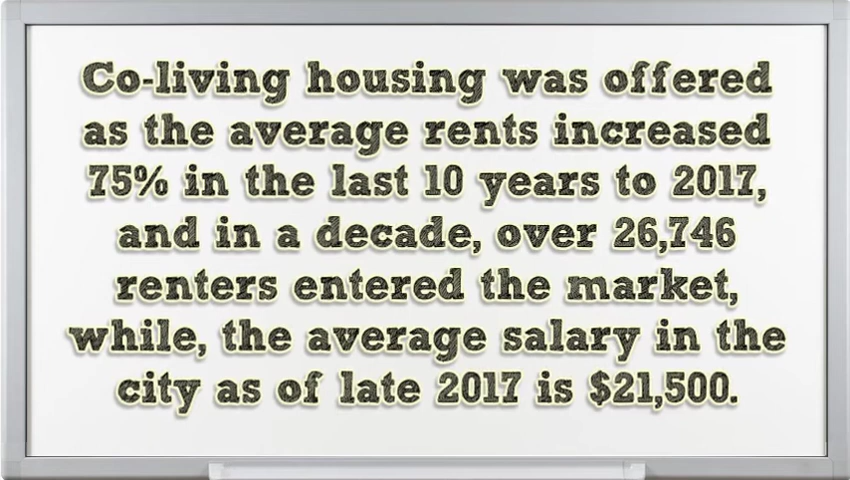 Co-living housing was offered
as the average rents increased
75% in the last 10 years to 2017,
and in a decade, over 26,746
renters entered the market,
while, the average salary in the
city as of late 2017 is $21,500.